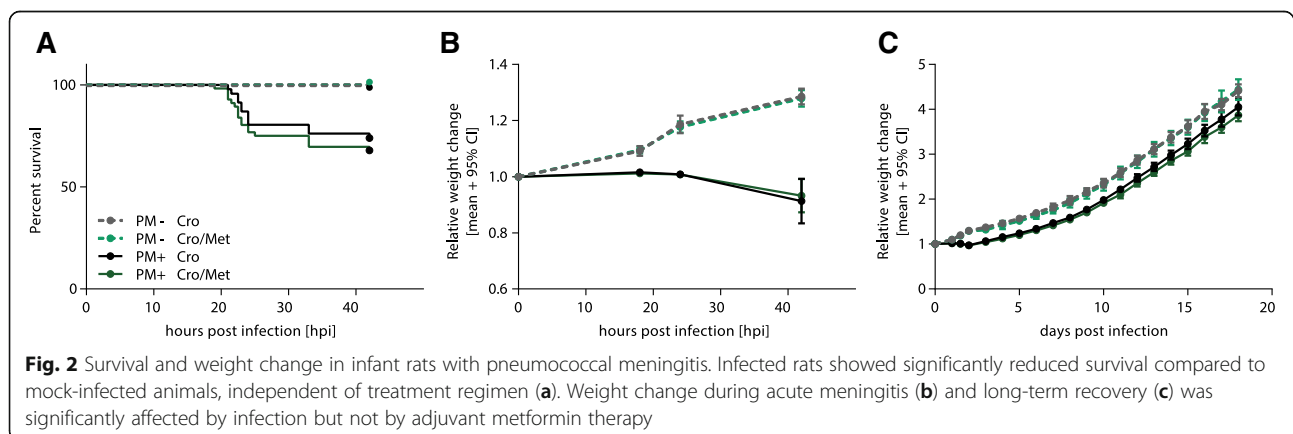 A
B
C
Percent survival
100
50
0
PM - Cro
PM - Cro/Met
PM+ Cro
PM+ Cro/Met
0 10 20 30 40
hours post infection [hpi]
Relative weight change
[mean + 95% CI]
1.4
1.2
1.0
0.8
0.6
0 10 20 30 40
hours post infection [hpi]
Relative weight change
[mean + 95% CI]
5
4
3
2
1
0
0 5 10 15 20
days post infection
Fig. 2 Survival and weight change in infant rats with pneumococcal meningitis. Infected rats showed significantly reduced survival compared to
mock-infected animals, independent of treatment regimen (a). Weight change during acute meningitis (b) and long-term recovery (c) was
significantly affected by infection but not by adjuvant metformin therapy